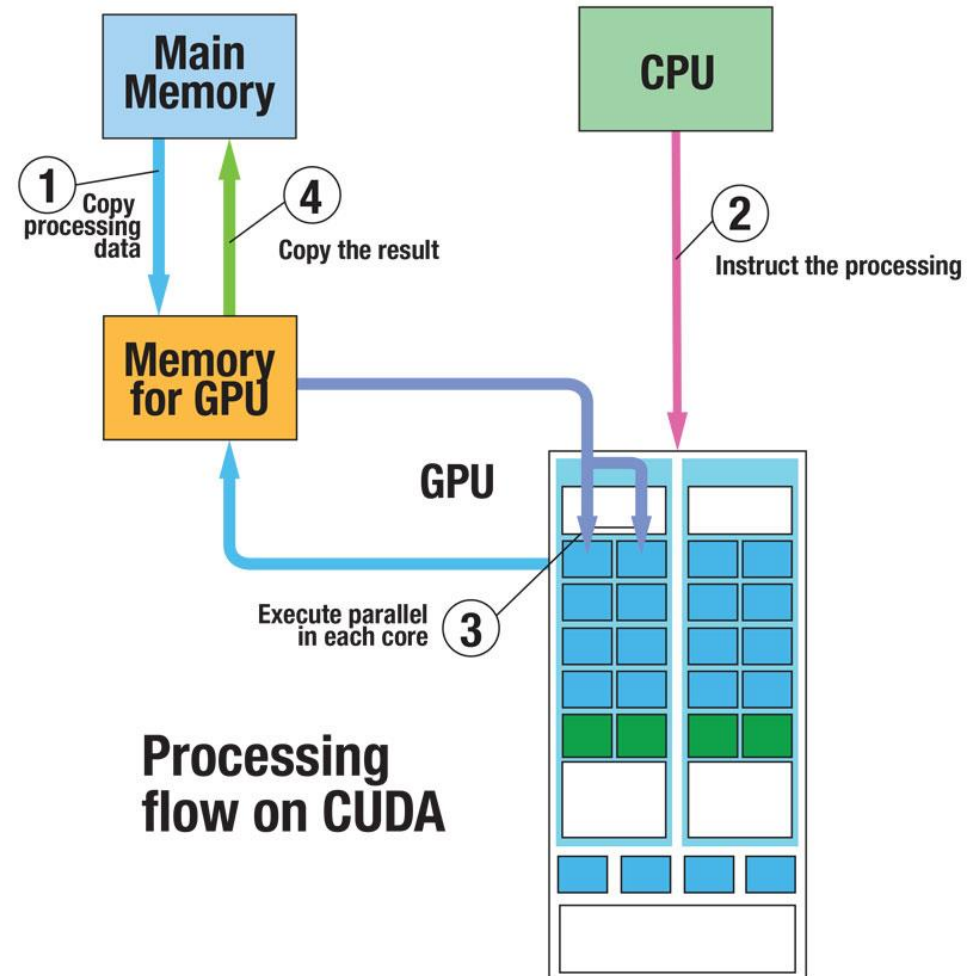 Main
Memory
CPU
1
Copy
processing
data
4
Copy the result
2
Instruct the processing
Memory
for GPU
GPU
Execute parallel
in each core
3
Processing
flow on CUDA